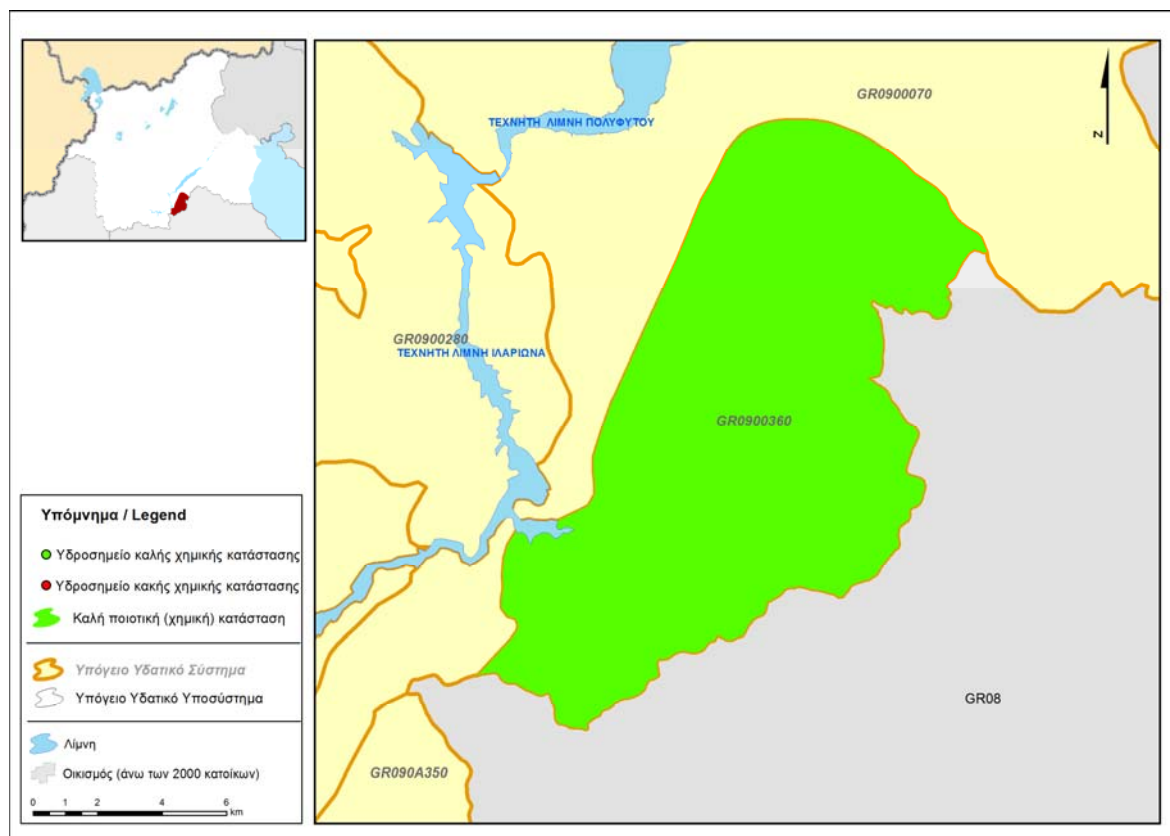 GR0900070
ΤΕΧΝΗΤΗ ΛΙΜΝΗ ΠΟΛΥΦΥΤΟΥ
N
GR0900280
ΤΕΧΝΗΤΗ ΛΙΜΝΗ ΙΛΑΡΙΩΝΑ
GR0900360
GR08
GR090A350
Υπόμνημα / Legend
Υδροσημείο καλής χημικής κατάστασης
Υδροσημείο κακής χημικής κατάστασης
Καλή ποιοτική (χημική) κατάσταση
Υπόγειο Υδατικό Σύστημα
Υπόγειο Υδατικό Υποσύστημα
Λίμνη
Οικισμός (άνω των 2000 κατοίκων)
0 1 2 4 6
km